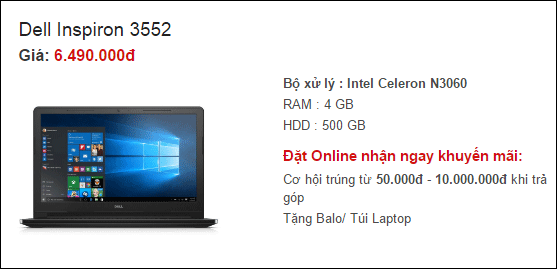 Dell Inspiron 3552
Giá: 6.490.000đ
Bộ xử lý : Intel Celeron N3060
RAM : 4 GB
HDD : 500 GB
Đặt Online nhận ngay khuyến mãi:
Cơ hội trúng từ 50.000đ - 10.000.000đ khi trả
góp
Tặng Balo/ Túi Laptop
DELL